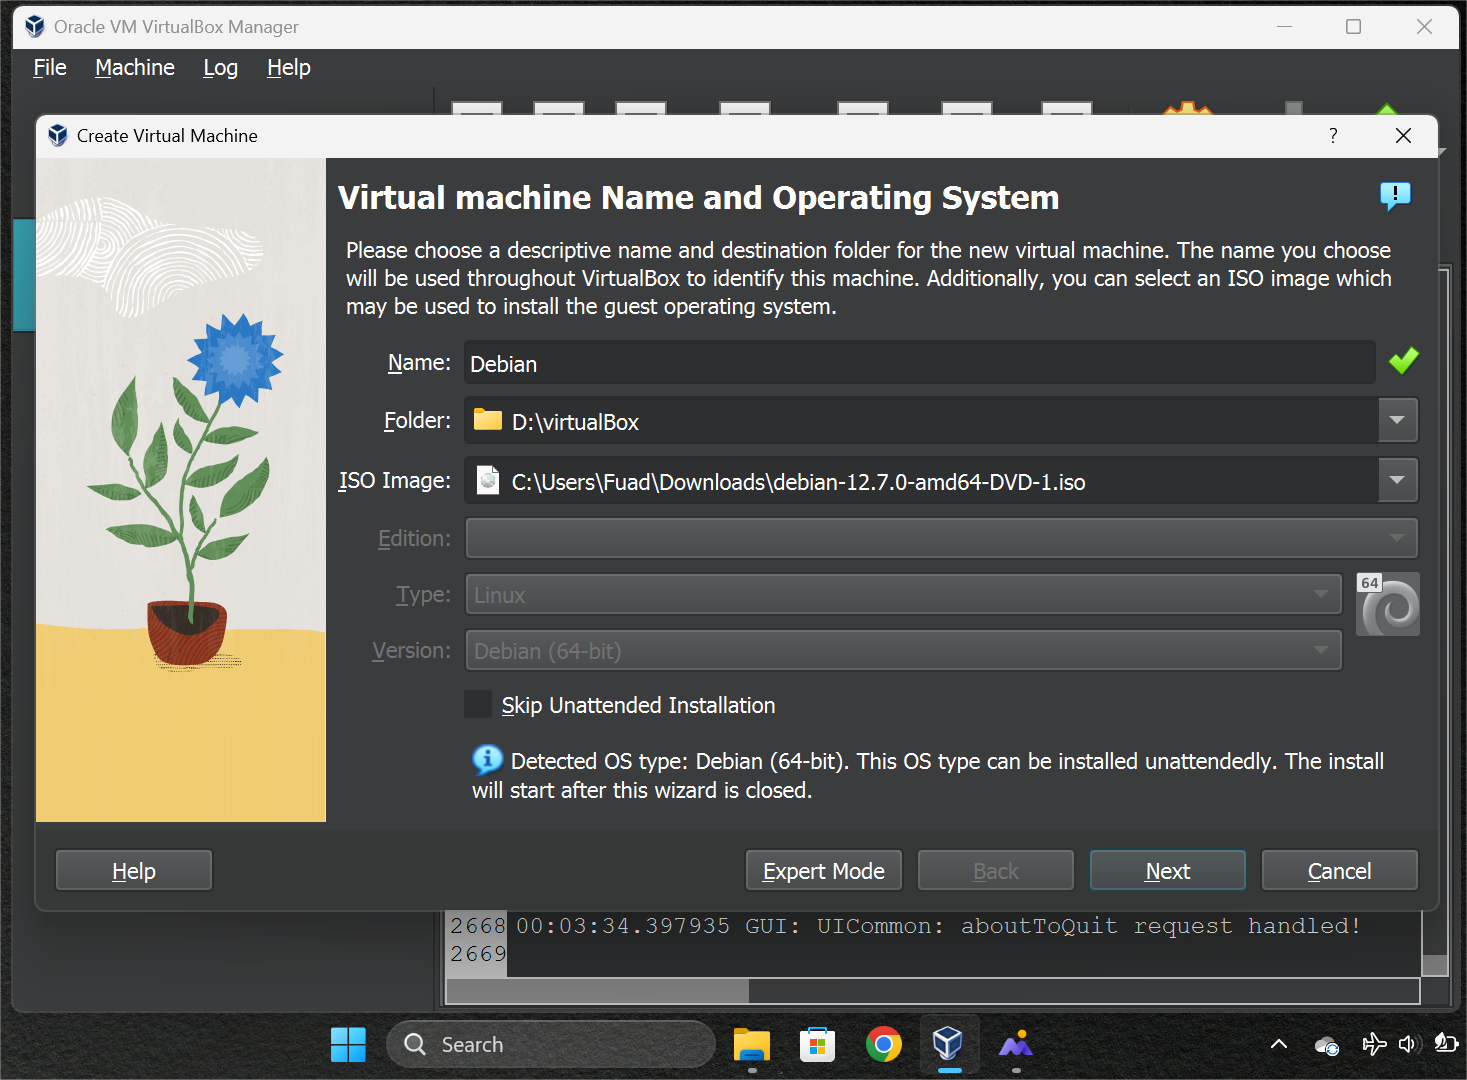 Oracle VM VirtualBox Manager
File Machine Log Help
Create Virtual Machine
?
Virtual machine Name and Operating System
Please choose a descriptive name and destination folder for the new virtual machine. The name you choose
will be used throughout VirtualBox to identify this machine. Additionally, you can select an ISO image which
may be used to install the guest operating system.
Name: Debian
Folder: D:\virtualBox
ISO Image: C:\Users\Fuad\Downloads\debian-12.7.0-amd64-DVD-1.iso
Edition:
Type: Linux
64
Version: Debian (64-bit)
Skip Unattended Installation
Detected OS type: Debian (64-bit). This OS type can be installed unattendedly. The install
will start after this wizard is closed.
Help Expert Mode Back Next Cancel
2668 00:03:34.397935 GUI: UICommon: aboutToQuit request handled!
2669
Search